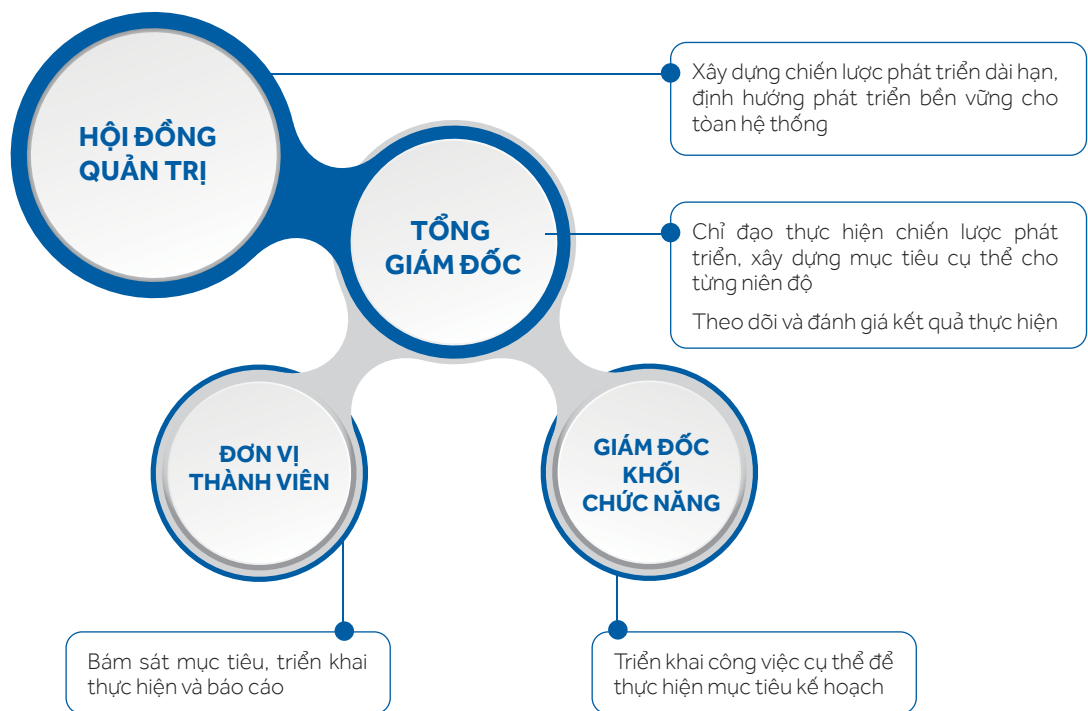 HỘI ĐỒNG
QUẢN TRỊ
Xây dựng chiến lược phát triển dài hạn,
định hướng phát triển bền vững cho
tòan hệ thống
TỔNG
GIÁM ĐỐC
Chỉ đạo thực hiện chiến lược phát
triển, xây dựng mục tiêu cụ thể cho
từng niên độ
Theo dõi và đánh giá kết quả thực hiện
ĐƠN VỊ
THÀNH VIÊN
GIÁM ĐỐC
KHỐI
CHỨC NĂNG
Bám sát mục tiêu, triển khai
thực hiện và báo cáo
Triển khai công việc cụ thể để
thực hiện mục tiêu kế hoạch